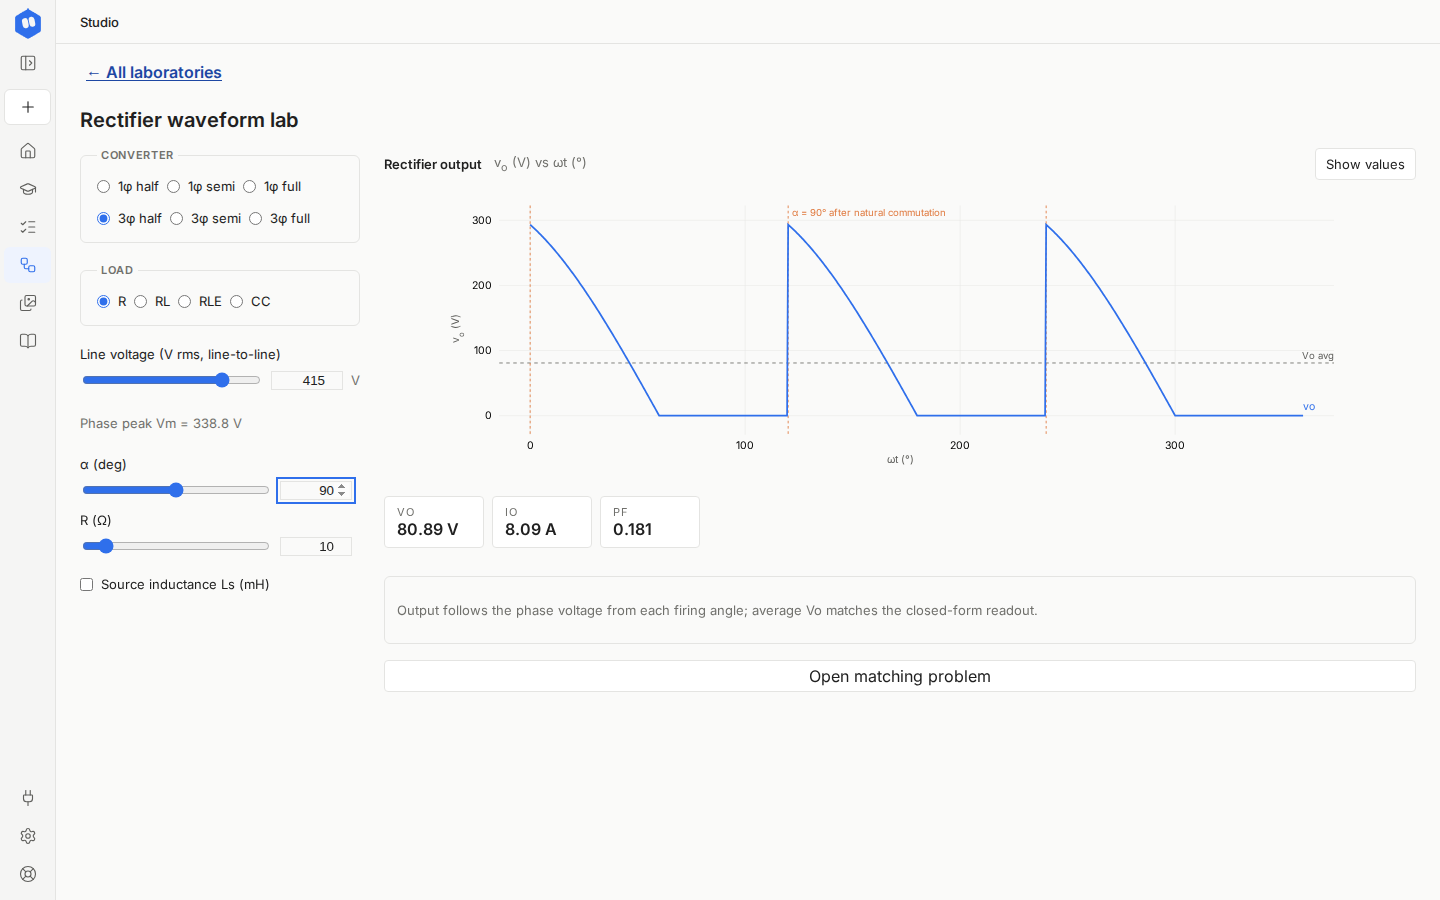 Studio
← All laboratories
Rectifier waveform lab
CONVERTER
1φ half 1φ semi 1φ full
3φ half 3φ semi 3φ full
LOAD
R RL RLE CC
Line voltage (V rms, line-to-line)
415 V
Phase peak Vm = 338.8 V
α (deg)
90
R (Ω)
10
Source inductance Ls (mH)
Rectifier output vo (V) vs ωt (°)
Show values
α = 90° after natural commutation
300
200
100
0
vo (V)
Vo avg
vo
0 100 200 300
ωt (°)
VO
80.89 V
IO
8.09 A
PF
0.181
Output follows the phase voltage from each firing angle; average Vo matches the closed-form readout.
Open matching problem